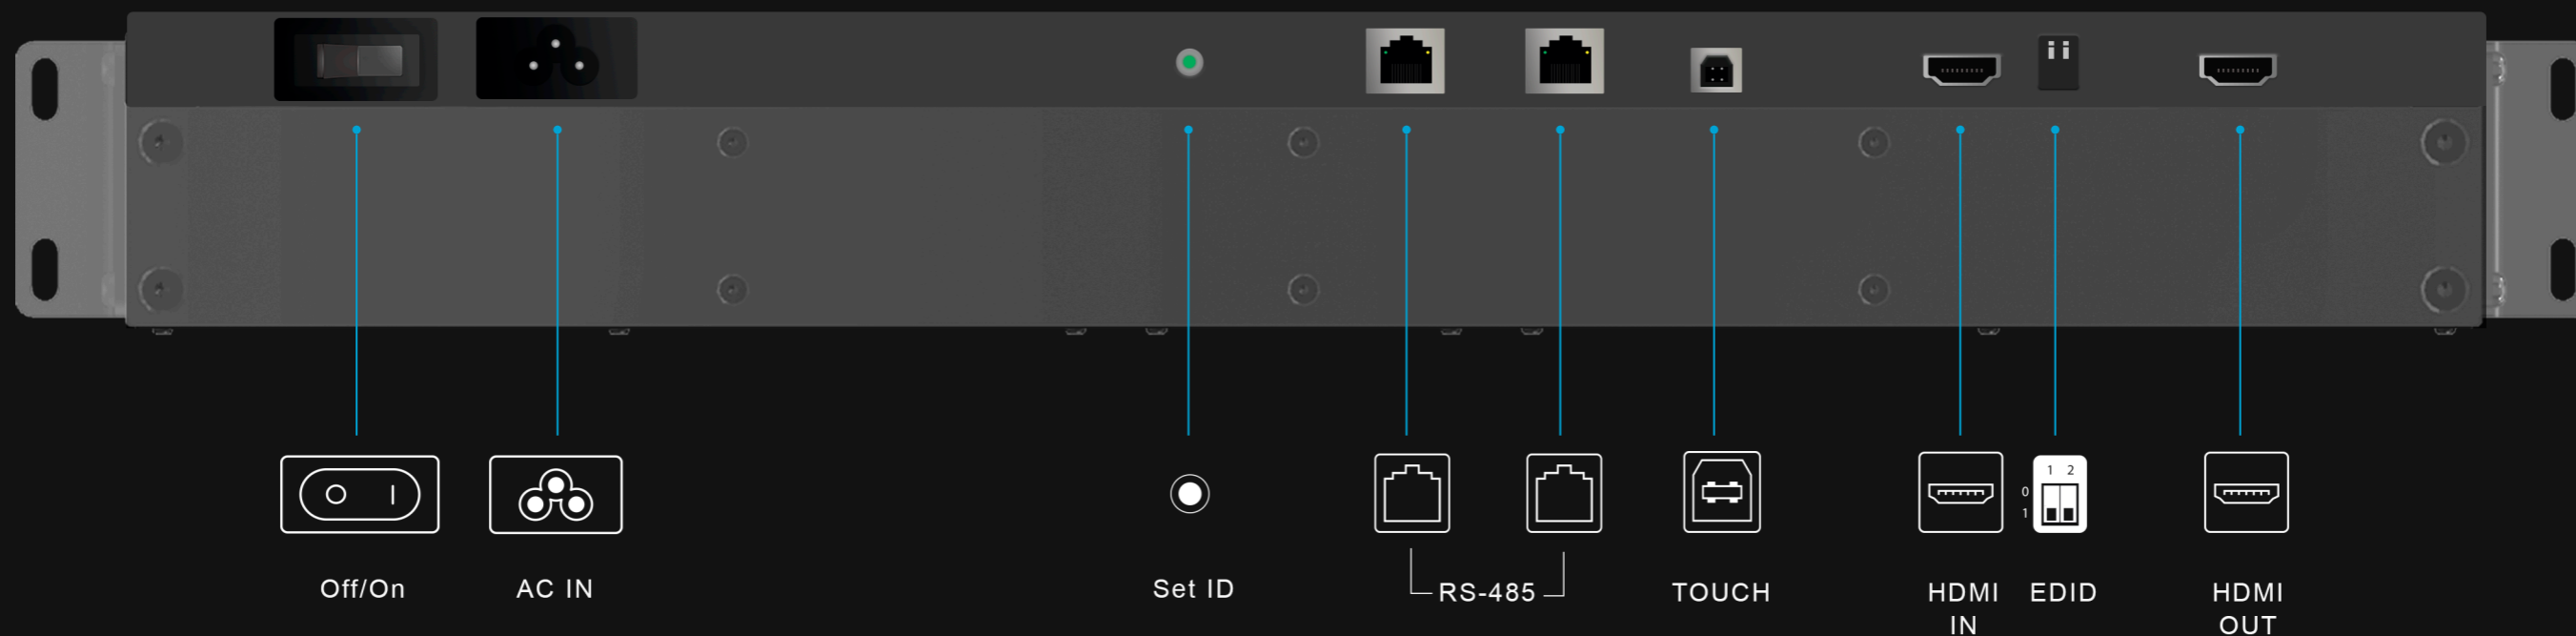 1 2
0
1
Off/On
AC IN
Set ID
RS-485
TOUCH
HDMI
IN
EDID
HDMI
OUT